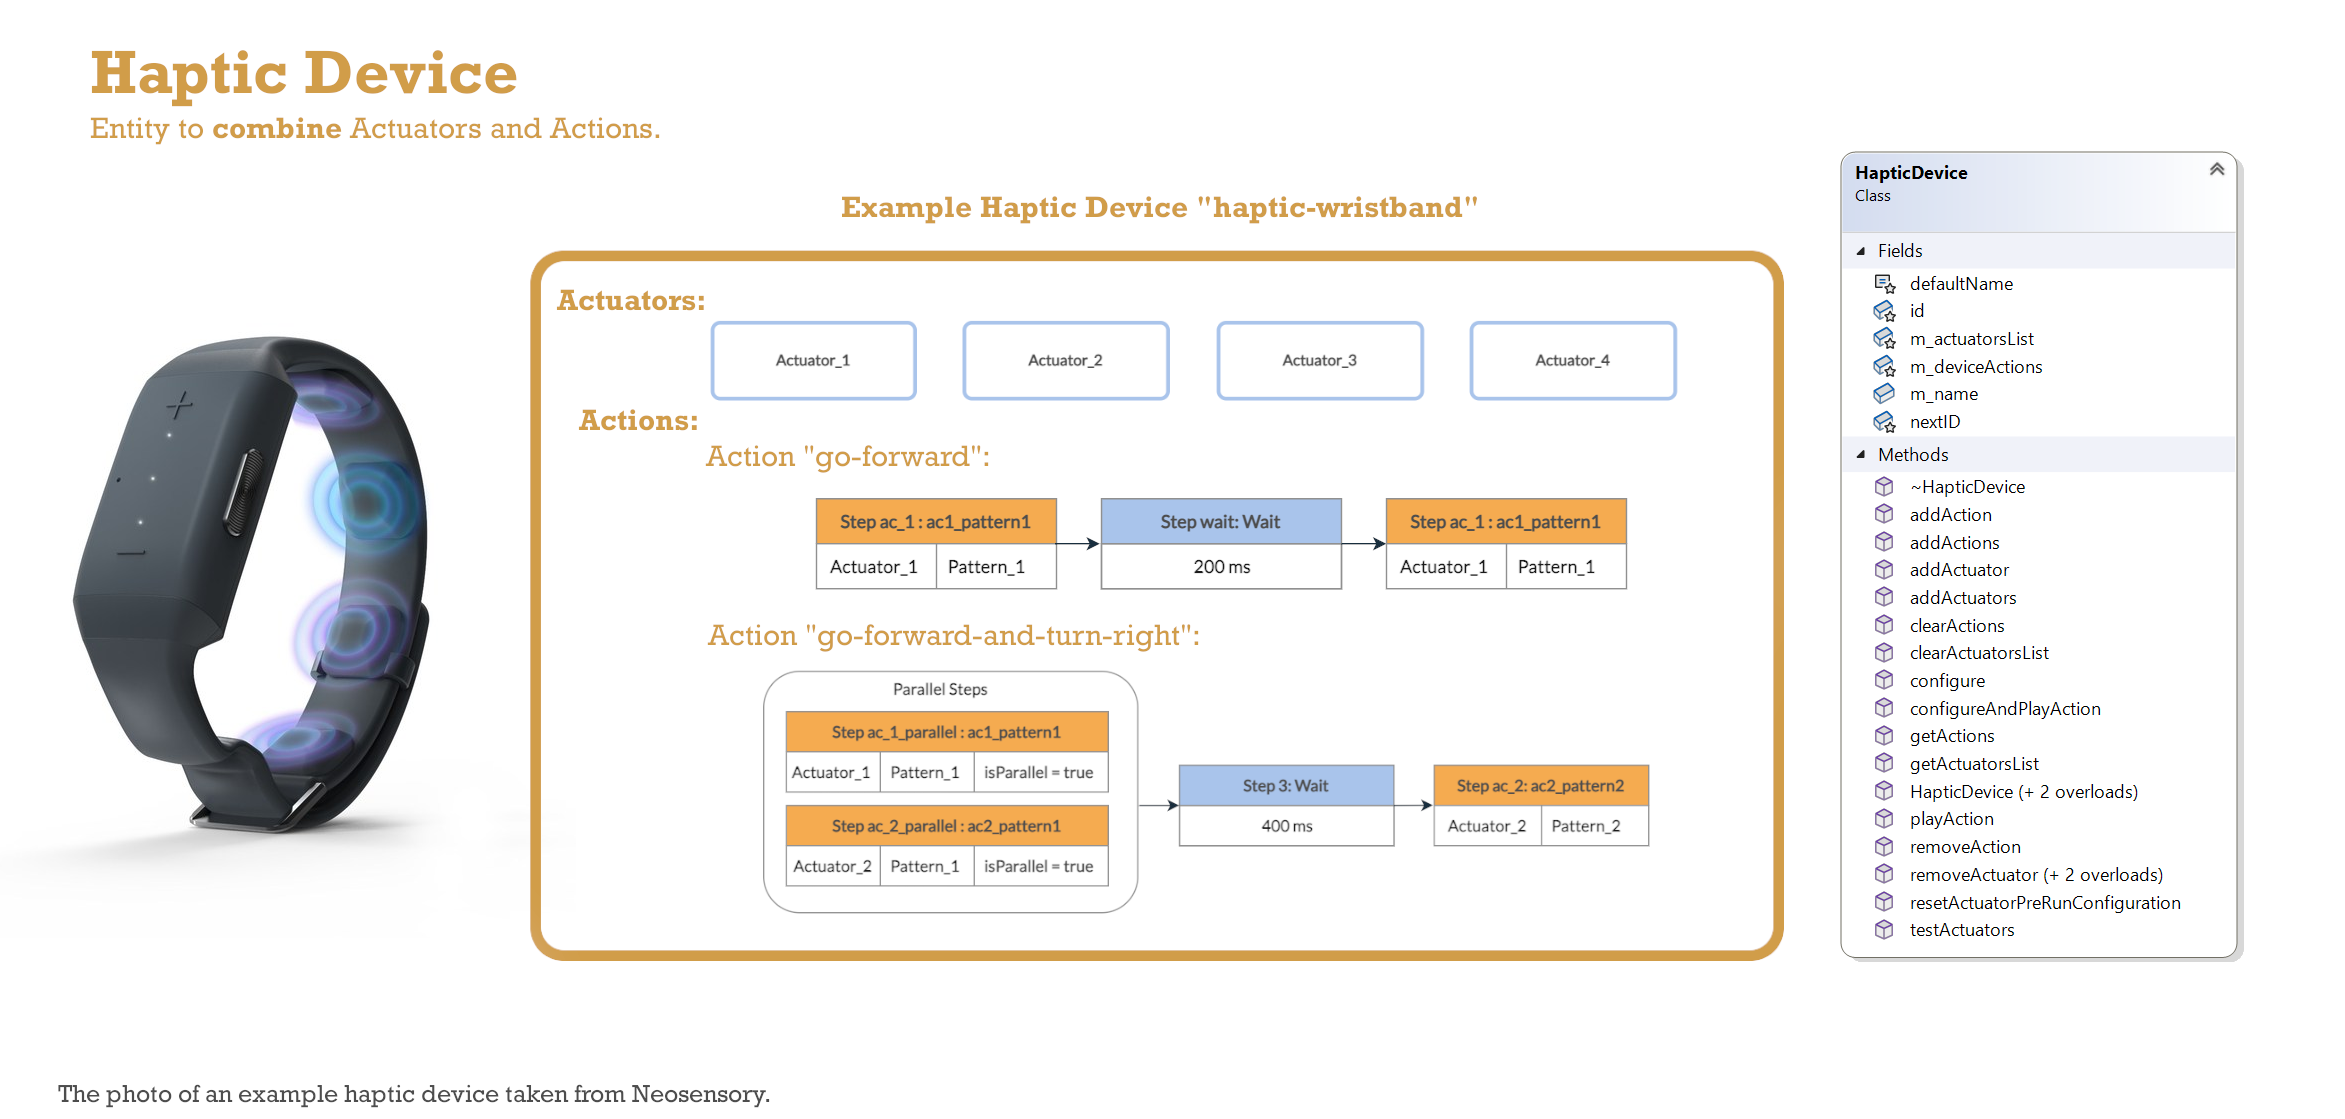 Haptic Device
Entity to combine Actuators and Actions.
Example Haptic Device "haptic-wristband"
Actuators:
Actuator_1
Actuator_2
Actuator_3
Actuator_4
Actions:
Action "go-forward":
Step ac_1 : ac1_pattern1
Actuator_1
Pattern_1
Step wait: Wait
200 ms
Step ac_1 : ac1_pattern1
Actuator_1
Pattern_1
Action "go-forward-and-turn-right":
Parallel Steps
Step ac_1_parallel : ac1_pattern1
Actuator_1
Pattern_1
isParallel = true
Step ac_2_parallel : ac2_pattern1
Actuator_2
Pattern_1
isParallel = true
Step 3: Wait
400 ms
Step ac_2: ac2_pattern2
Actuator_2
Pattern_2
HapticDevice
Class
Fields
defaultName
id
m_actuatorsList
m_deviceActions
m_name
nextID
Methods
~HapticDevice
addAction
addActions
addActuator
addActuators
clearActions
clearActuatorsList
configure
configureAndPlayAction
getActions
getActuatorsList
HapticDevice (+ 2 overloads)
playAction
removeAction
removeActuator (+ 2 overloads)
resetActuatorPreRunConfiguration
testActuators
The photo of an example haptic device taken from Neosensory.